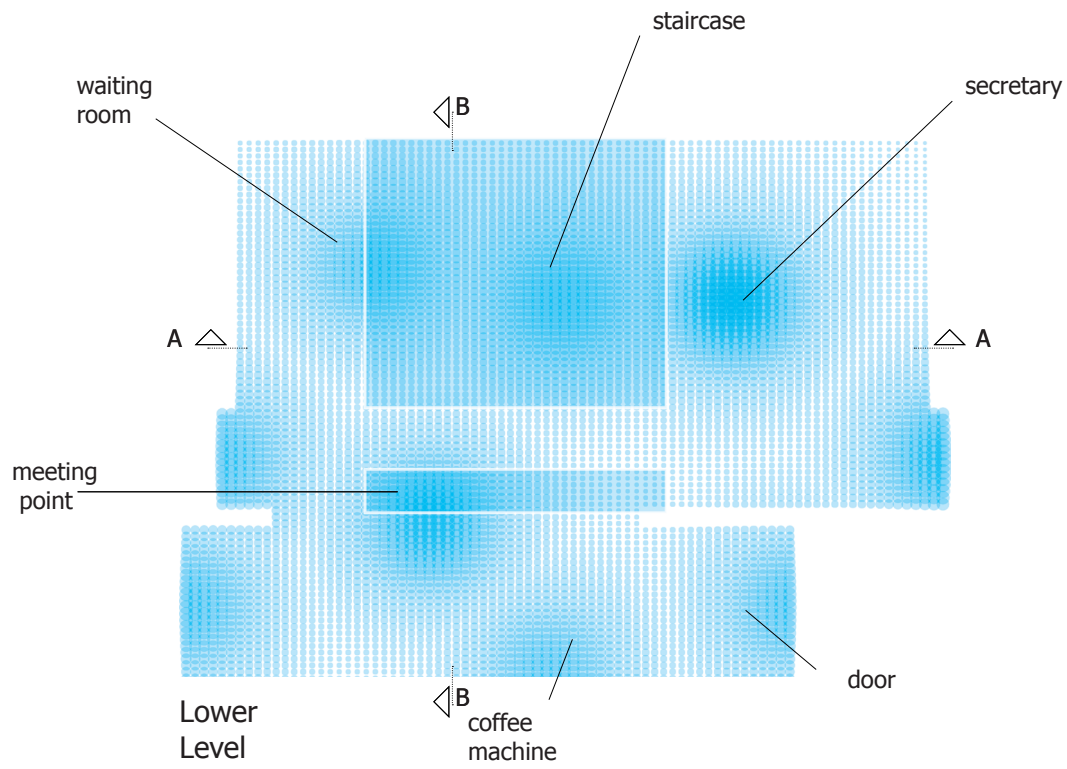 staircase
waiting
room
secretary
B
A
A
meeting
point
door
B
Lower
Level
coffee
machine